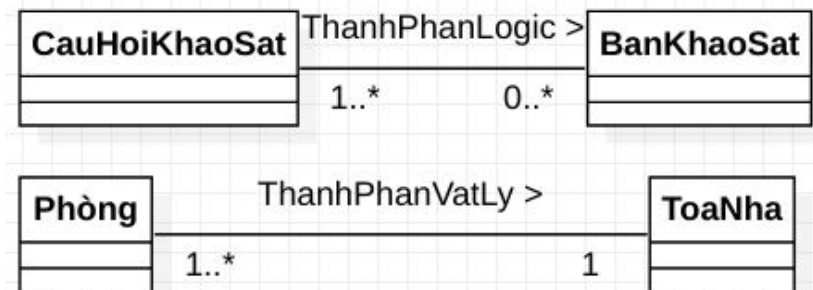 CauHoiKhaoSat
ThanhPhanLogic >
BanKhaoSat
1..*
0..*
Phòng
ThanhPhanVatLy >
ToaNha
1..*
1